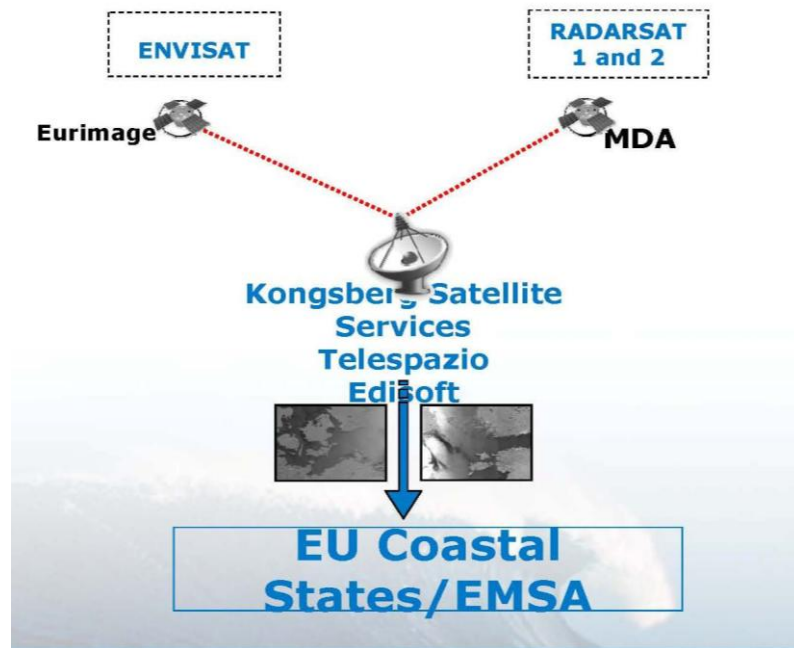 ENVISAT
RADARSAT
1 and 2
Eurimage
MDA
Kongsberg Satellite
Services
Telespazio
Edisoft
EU Coastal
States/EMSA